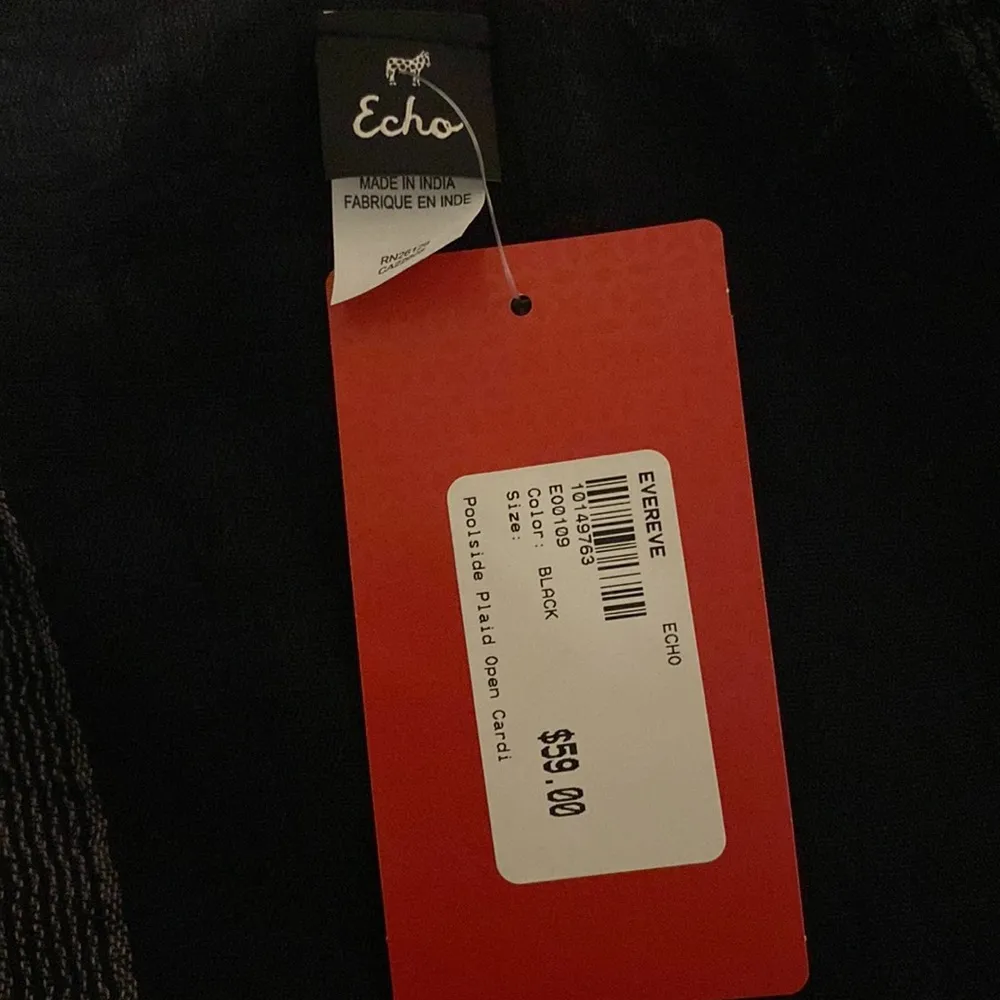 Echo
MADE IN INDIA
FABRIQUE EN INDE
EVEREVE ECHO
10149763
E00109
Color: BLACK
Size:
$59.00
Poolside Plaid Open Cardi